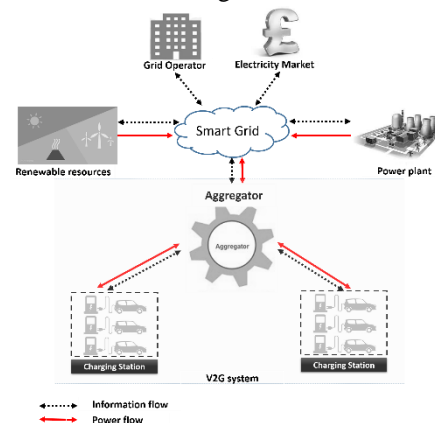 Grid Operator
Electricity Market
Smart Grid
Renewable resources
Power plant
Aggregator
Aggregator
Charging Station
Charging Station
V2G system
Information flow
Power flow